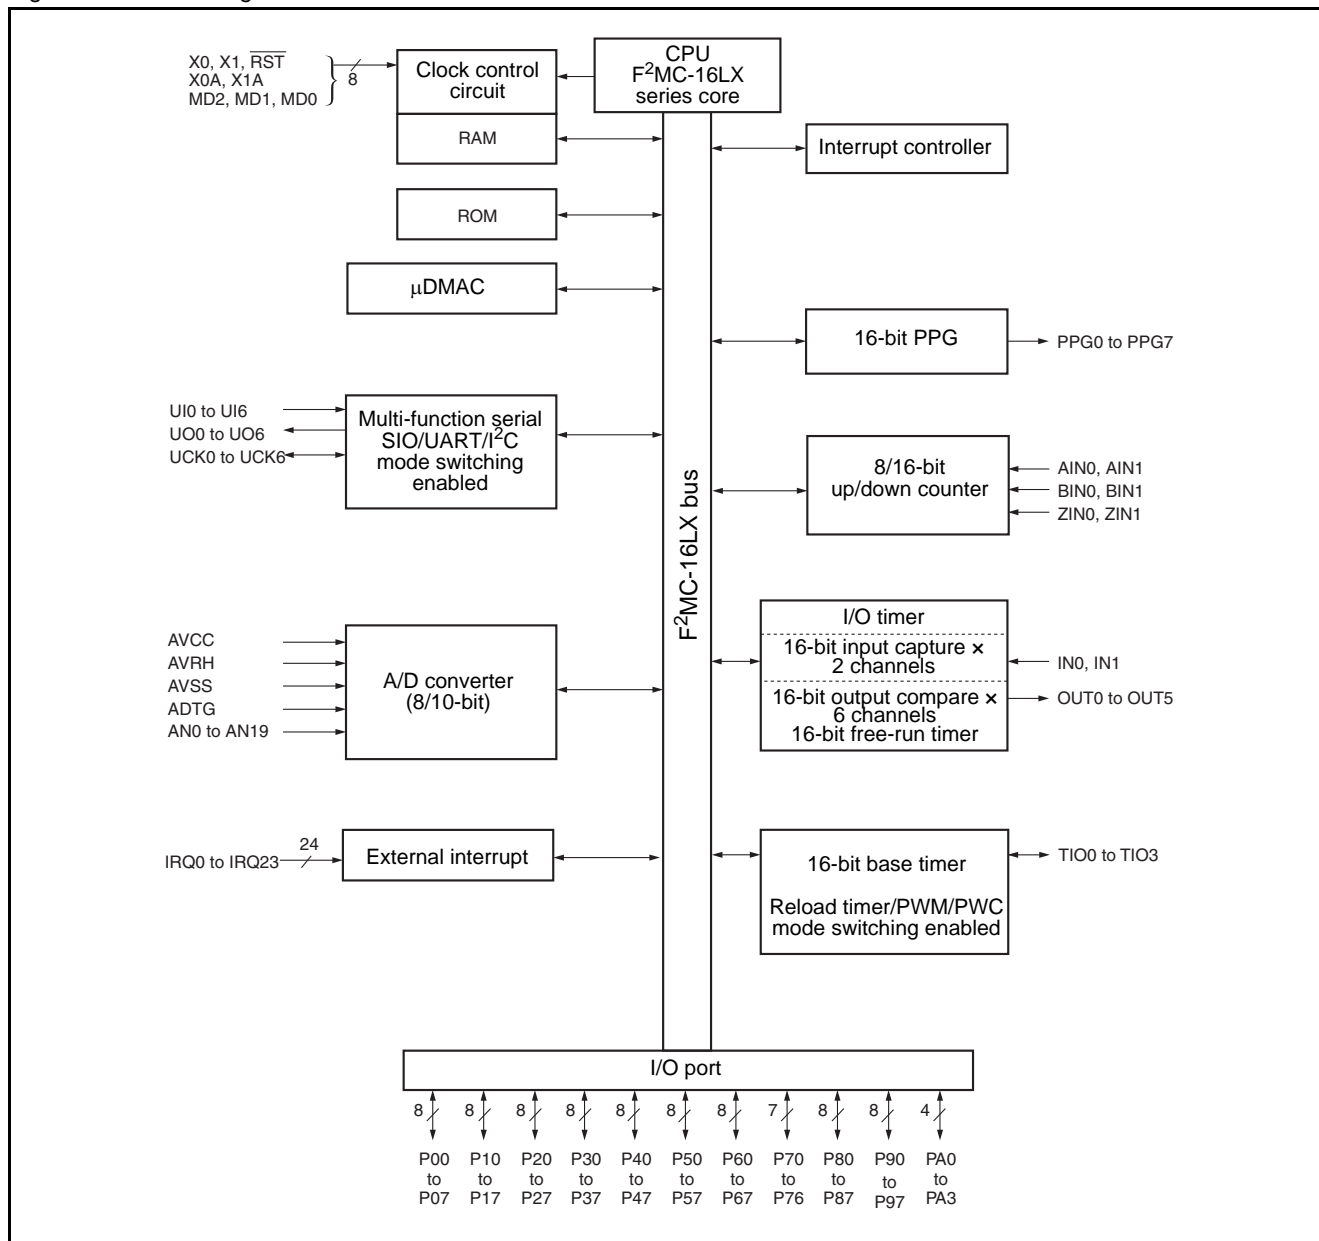 X0, X1, RST
X0A, X1A
MD2, MD1, MD0
8
Clock control
circuit
CPU
F²MC-16LX
series core
RAM
Interrupt controller
ROM
μDMAC
16-bit PPG
PPG0 to PPG7
UI0 to UI6
UO0 to UO6
UCK0 to UCK6
Multi-function serial
SIO/UART/I²C
mode switching
enabled
8/16-bit
up/down counter
AIN0, AIN1
BIN0, BIN1
ZIN0, ZIN1
F²MC-16LX bus
AVCC
AVRH
AVSS
ADTG
AN0 to AN19
A/D converter
(8/10-bit)
I/O timer
16-bit input capture ×
2 channels
16-bit output compare ×
6 channels
16-bit free-run timer
IN0, IN1
OUT0 to OUT5
IRQ0 to IRQ23
24
External interrupt
16-bit base timer
Reload timer/PWM/PWC
mode switching enabled
TIO0 to TIO3
I/O port
8 8 8 8 8 8 8 7 8 8 4
P00 P10 P20 P30 P40 P50 P60 P70 P80 P90 PA0
to to to to to to to to to to to
P07 P17 P27 P37 P47 P57 P67 P76 P87 P97 PA3